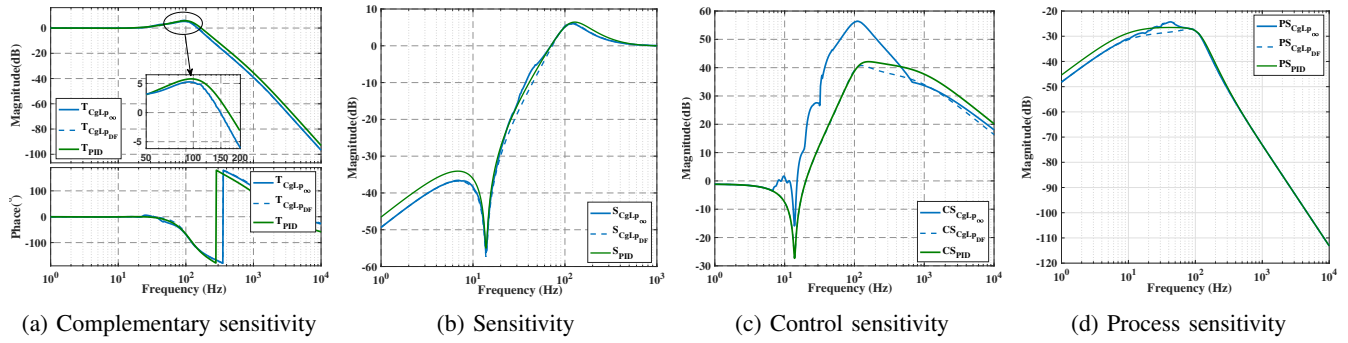 Magnitude(dB)
0
-20
-40
-60
-80
-100
T_CgLp∞
T_CgLp_DF
T_PID
5
0
-5
50 100 150 200
Phase(°)
100
0
-100
T_CgLp∞
T_CgLp_DF
T_PID
10^0 10^1 10^2 10^3 10^4
Frequency (Hz)
(a) Complementary sensitivity
Magnitude(dB)
10
0
-10
-20
-30
-40
-50
-60
S_CgLp∞
S_CgLp_DF
S_PID
10^0 10^1 10^2 10^3
Frequency (Hz)
(b) Sensitivity
Magnitude(dB)
60
50
40
30
20
10
0
-10
-20
-30
CS_CgLp∞
CS_CgLp_DF
CS_PID
10^0 10^1 10^2 10^3 10^4
Frequency (Hz)
(c) Control sensitivity
Magnitude(dB)
-20
-30
-40
-50
-60
-70
-80
-90
-100
-110
-120
PS_CgLp∞
PS_CgLp_DF
PS_PID
10^0 10^1 10^2 10^3 10^4
Frequency (Hz)
(d) Process sensitivity